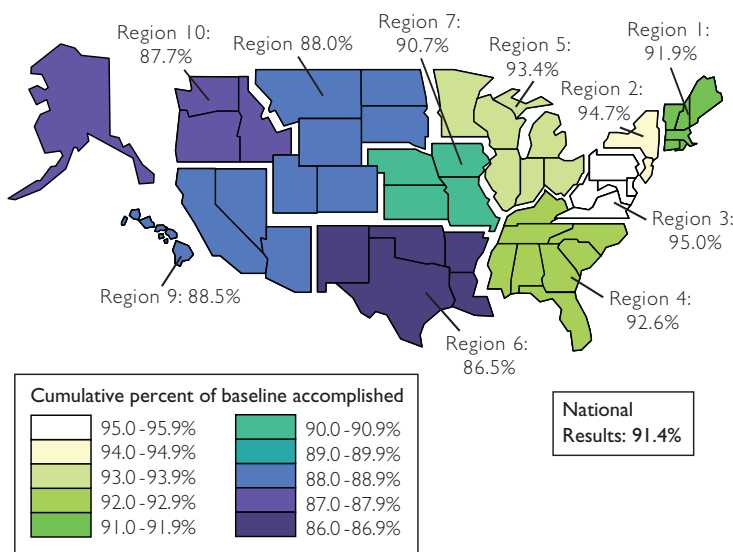 Region 10:
87.7%
Region 88.0%
Region 7:
90.7%
Region 5:
93.4%
Region 1:
91.9%
Region 2:
94.7%
Region 3:
95.0%
Region 9: 88.5%
Region 4:
92.6%
Region 6:
86.5%
Cumulative percent of baseline accomplished
95.0-95.9%
94.0-94.9%
93.0-93.9%
92.0-92.9%
91.0-91.9%
90.0-90.9%
89.0-89.9%
88.0-88.9%
87.0-87.9%
86.0-86.9%
National
Results: 91.4%